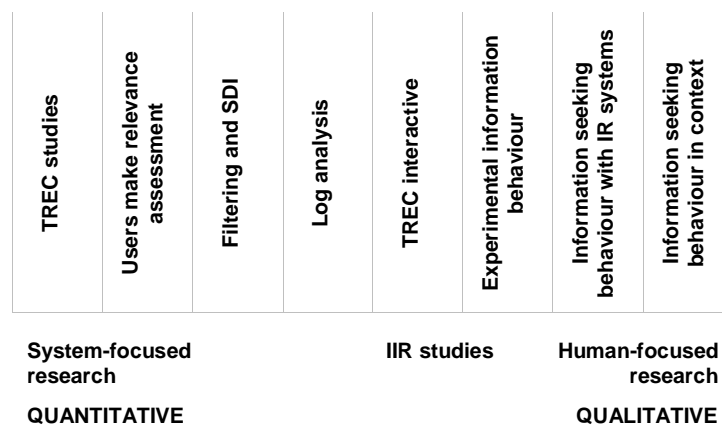 TREC studies
Users make relevance
assessment
Filtering and SDI
Log analysis
TREC interactive
Experimental information
behaviour
Information seeking
behaviour with IR systems
Information seeking
behaviour in context
System-focused
research
IIR studies
Human-focused
research
QUANTITATIVE
QUALITATIVE